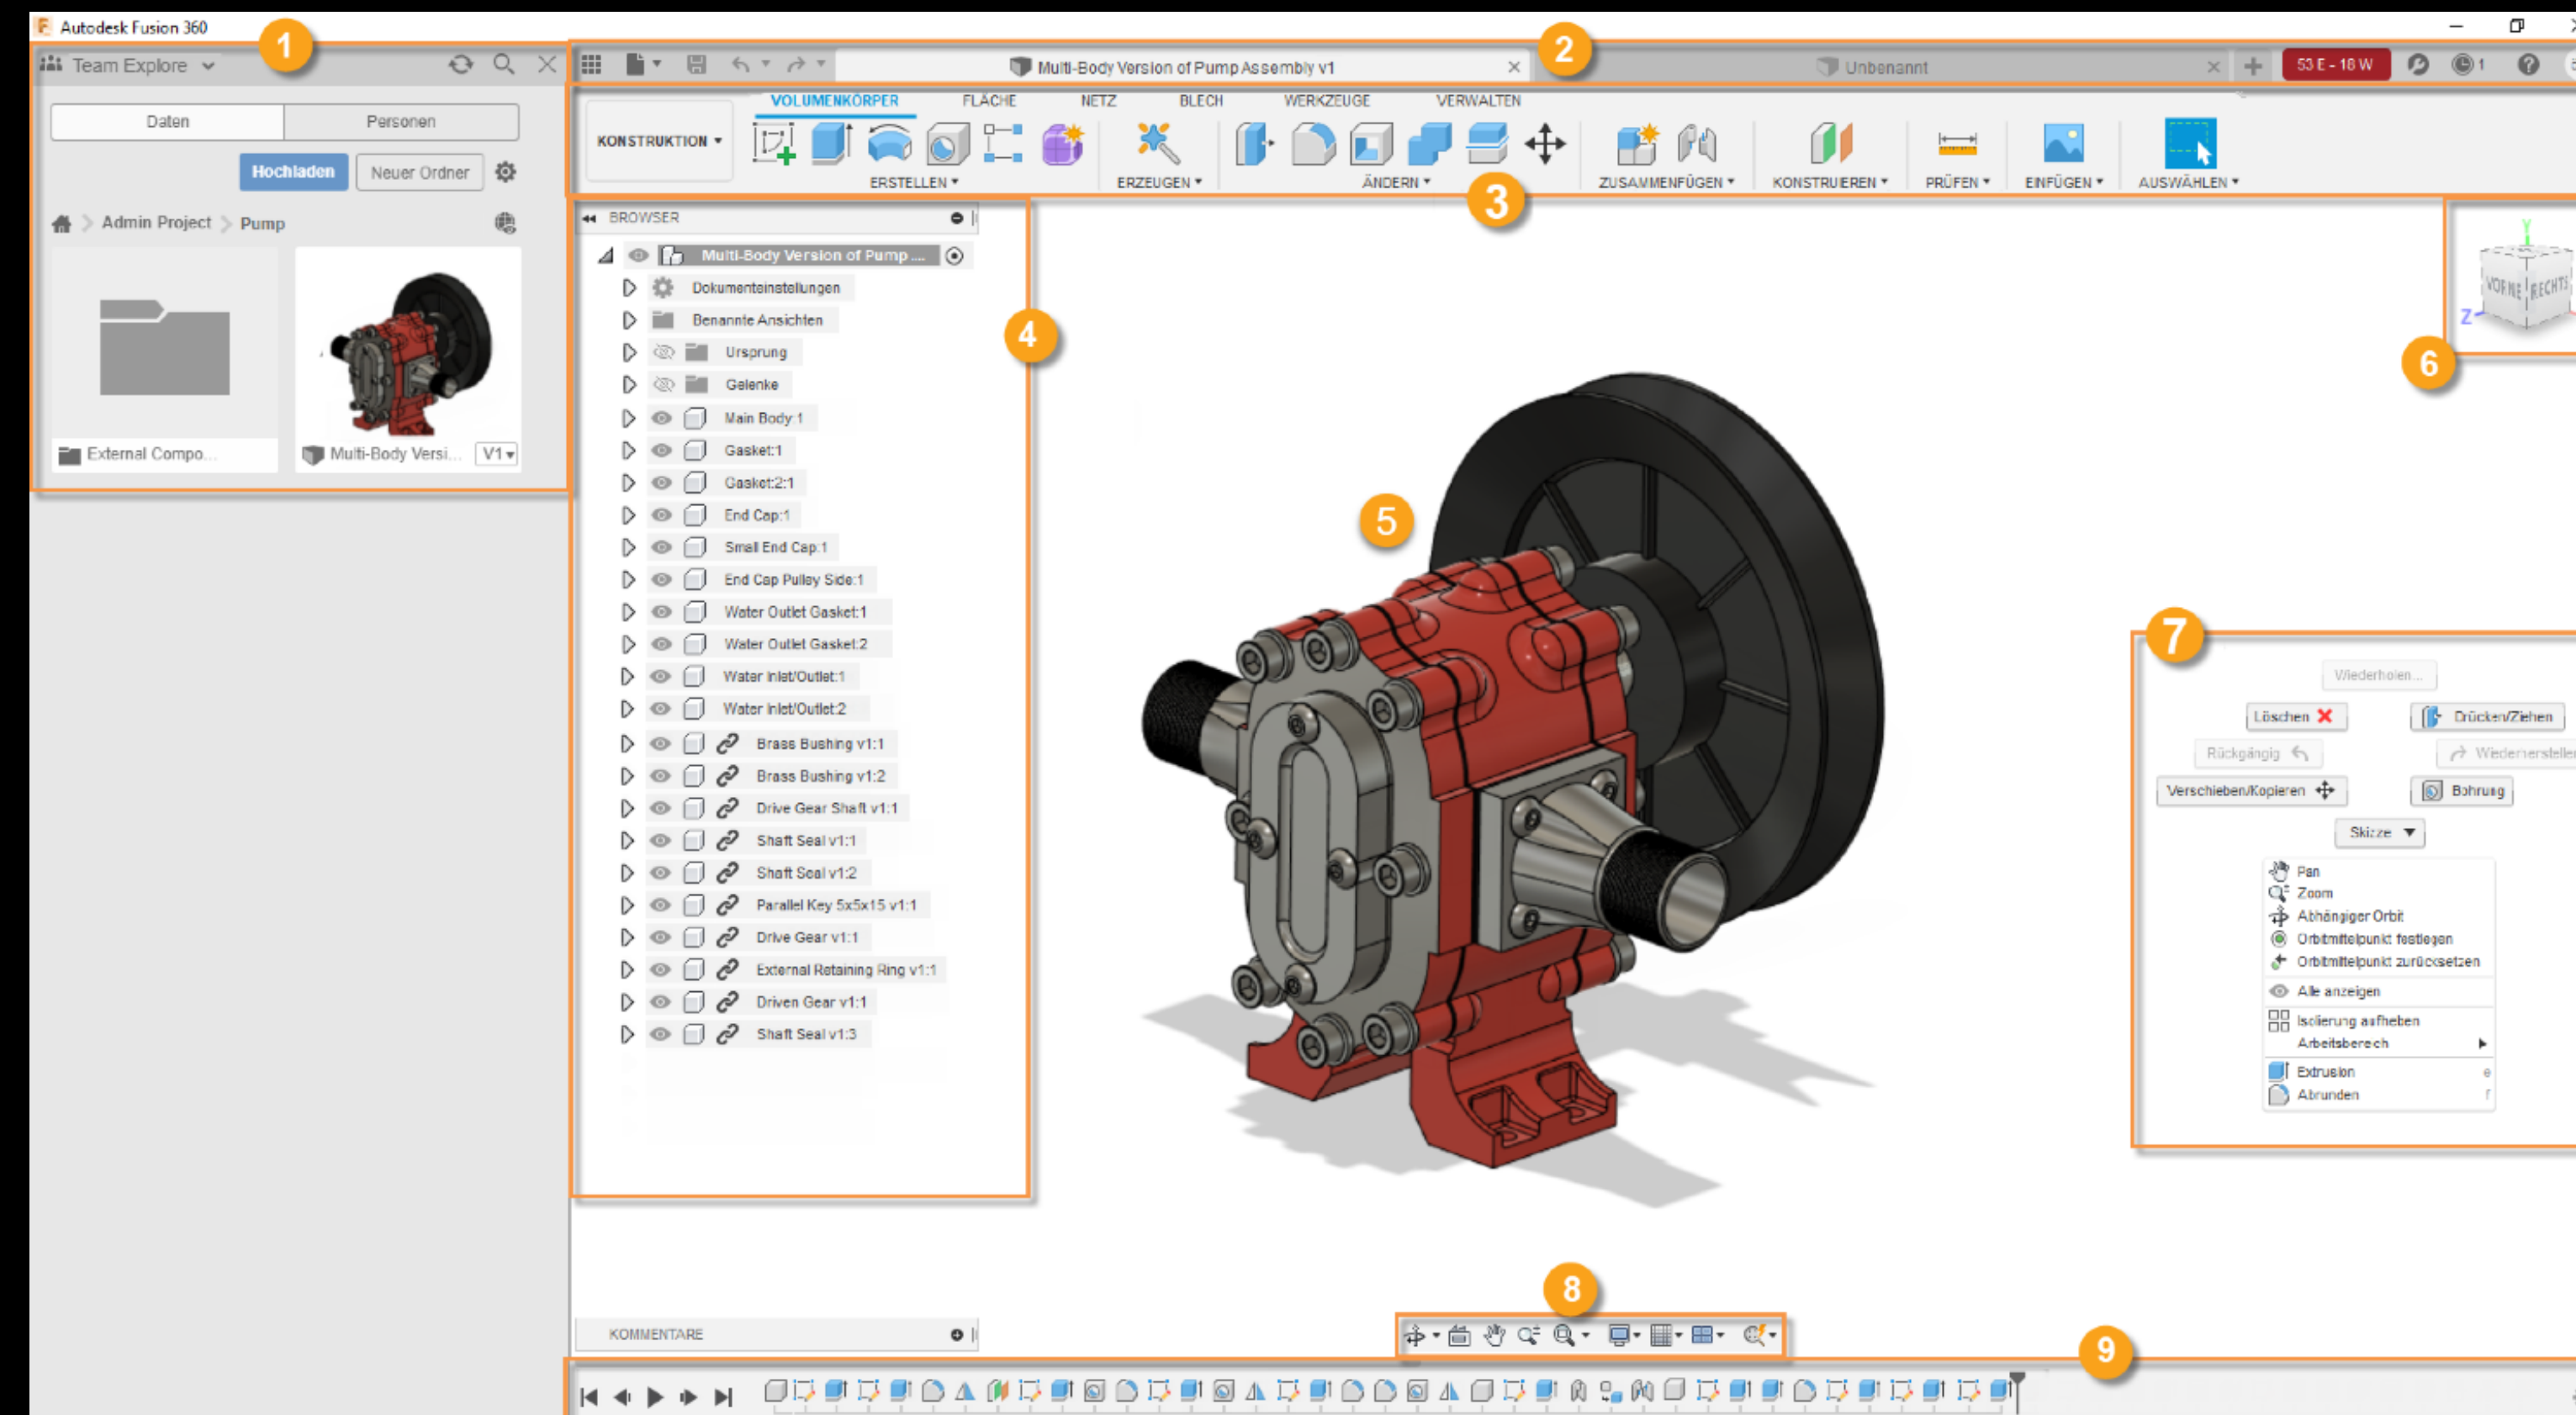 Autodesk Fusion 360
1
2
Team Explore
Multi-Body Version of Pump Assembly v1
Unbenannt
53 E - 18 W
1
Daten
Personen
Hochladen
Neuer Ordner
Admin Project
Pump
External Compo...
Multi-Body Versi...
V1
VOLUMENKÖRPER
FLÄCHE
NETZ
BLECH
WERKZEUGE
VERWALTEN
KONSTRUKTION
ERSTELLEN
ERZEUGEN
ÄNDERN
ZUSAMMENFÜGEN
KONSTRUIEREN
PRÜFEN
EINFÜGEN
AUSWÄHLEN
3
BROWSER
Multi-Body Version of Pump ...
Dokumenteinstellungen
Benannte Ansichten
Ursprung
Gelenke
Main Body:1
Gasket:1
Gasket:2:1
End Cap:1
Small End Cap:1
End Cap Pulley Side:1
Water Outlet Gasket:1
Water Outlet Gasket:2
Water Inlet/Outlet:1
Water Inlet/Outlet:2
Brass Bushing v1:1
Brass Bushing v1:2
Drive Gear Shaft v1:1
Shaft Seal v1:1
Shaft Seal v1:2
Parallel Key 5x5x15 v1:1
Drive Gear v1:1
External Retaining Ring v1:1
Driven Gear v1:1
Shaft Seal v1:3
4
5
Y
VORNE
RECHTS
Z
6
7
Wiederholen...
Löschen
Drücken/Ziehen
Rückgängig
Verschieben/Kopieren
Bohrung
Skizze
Pan
Zoom
Abhängiger Orbit
Orbitmittelpunkt festlegen
Orbitmittelpunkt zurücksetzen
Alle anzeigen
Isolierung aufheben
Arbeitsbereich
Extrusion e
Abrunden r
8
KOMMENTARE
9